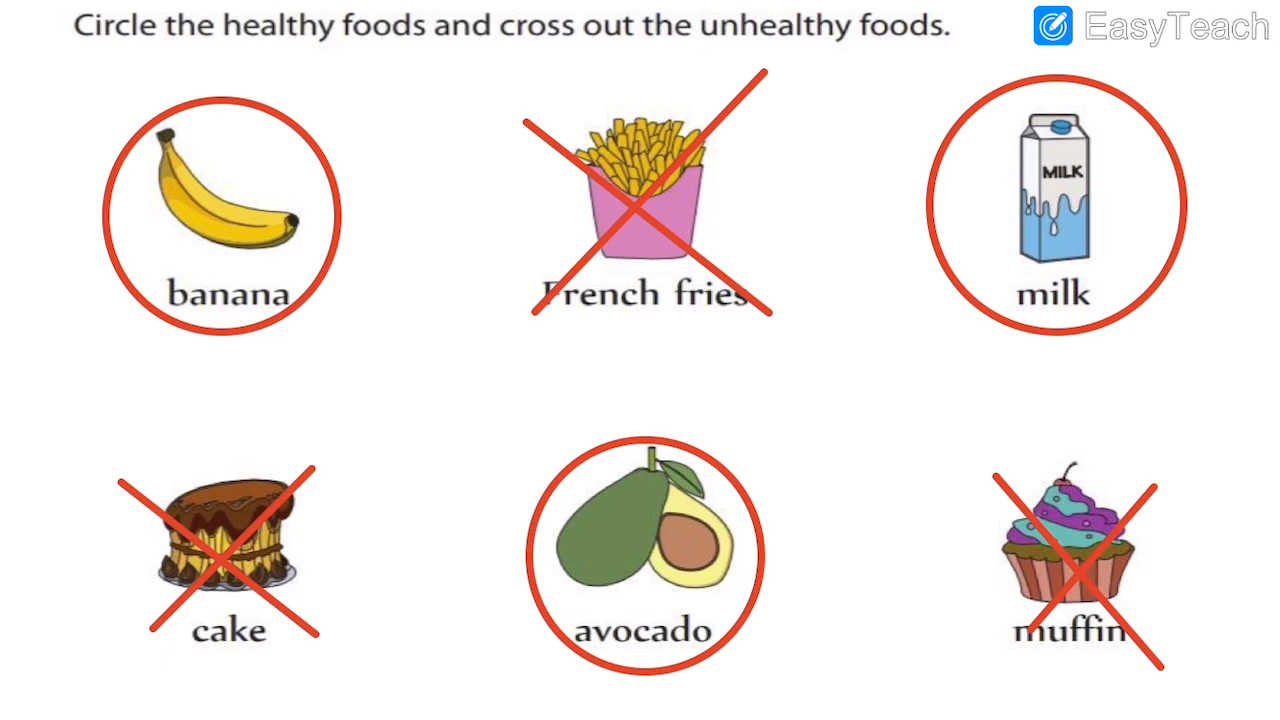 Circle the healthy foods and cross out the unhealthy foods.
EasyTeach
MILK
banana
French fries
milk
cake
avocado
muffin